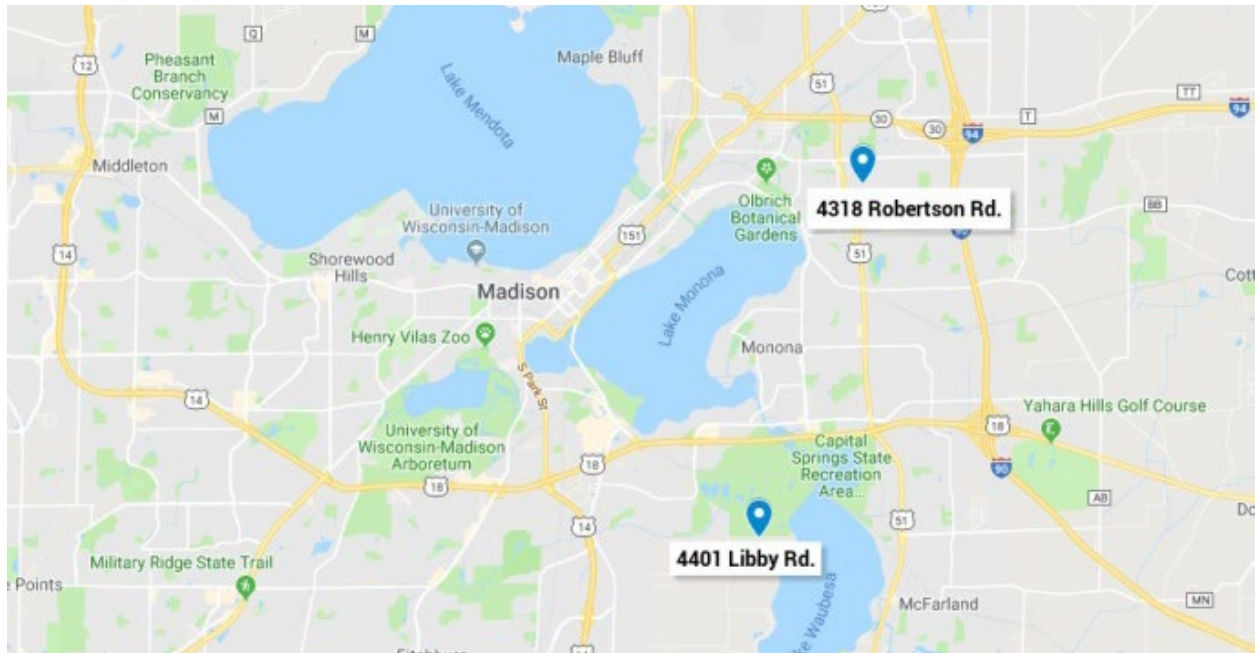 Q
M
12
Pheasant
Branch
Conservancy
M
Middleton
Lake Mendota
Maple Bluff
51
TT
94
30
30
94
T
Olbrich
Botanical
Gardens
4318 Robertson Rd.
BB
University of
Wisconsin-Madison
151
14
Shorewood
Hills
51
Madison
Lake Monona
Henry Vilas Zoo
Monona
S Park St
14
Yahara Hills Golf Course
University of
Wisconsin-Madison
Arboretum
18
18
Capital
Springs State
Recreation
Area...
18
90
AB
14
51
4401 Libby Rd.
Military Ridge State Trail
Points
McFarland
MN
Waubesa